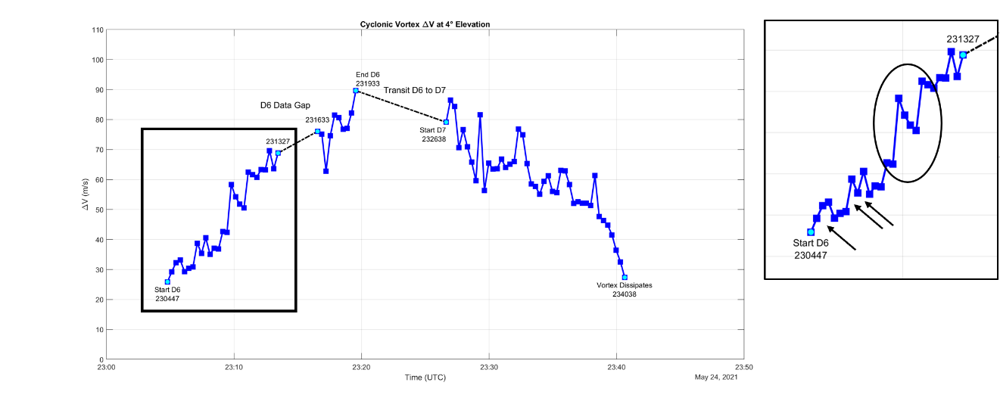 Cyclonic Vortex ΔV at 4° Elevation
110
100
90
80
70
60
50
40
30
20
10
0
ΔV (m/s)
23:00
23:10
23:20
23:30
23:40
23:50
Time (UTC)
May 24, 2021
Start D6
230447
231327
D6 Data Gap
231633
End D6
231933
Transit D6 to D7
Start D7
232638
Vortex Dissipates
234038
231327
Start D6
230447